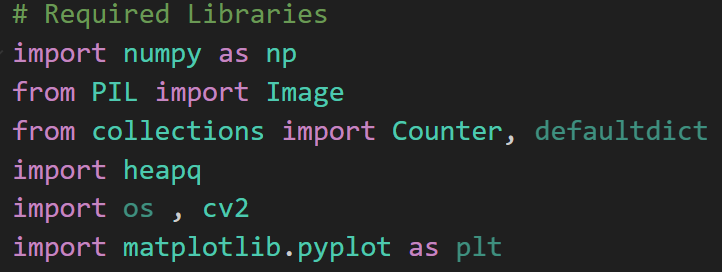 # Required Libraries
import numpy as np
from PIL import Image
from collections import Counter, defaultdict
import heapq
import os , cv2
import matplotlib.pyplot as plt